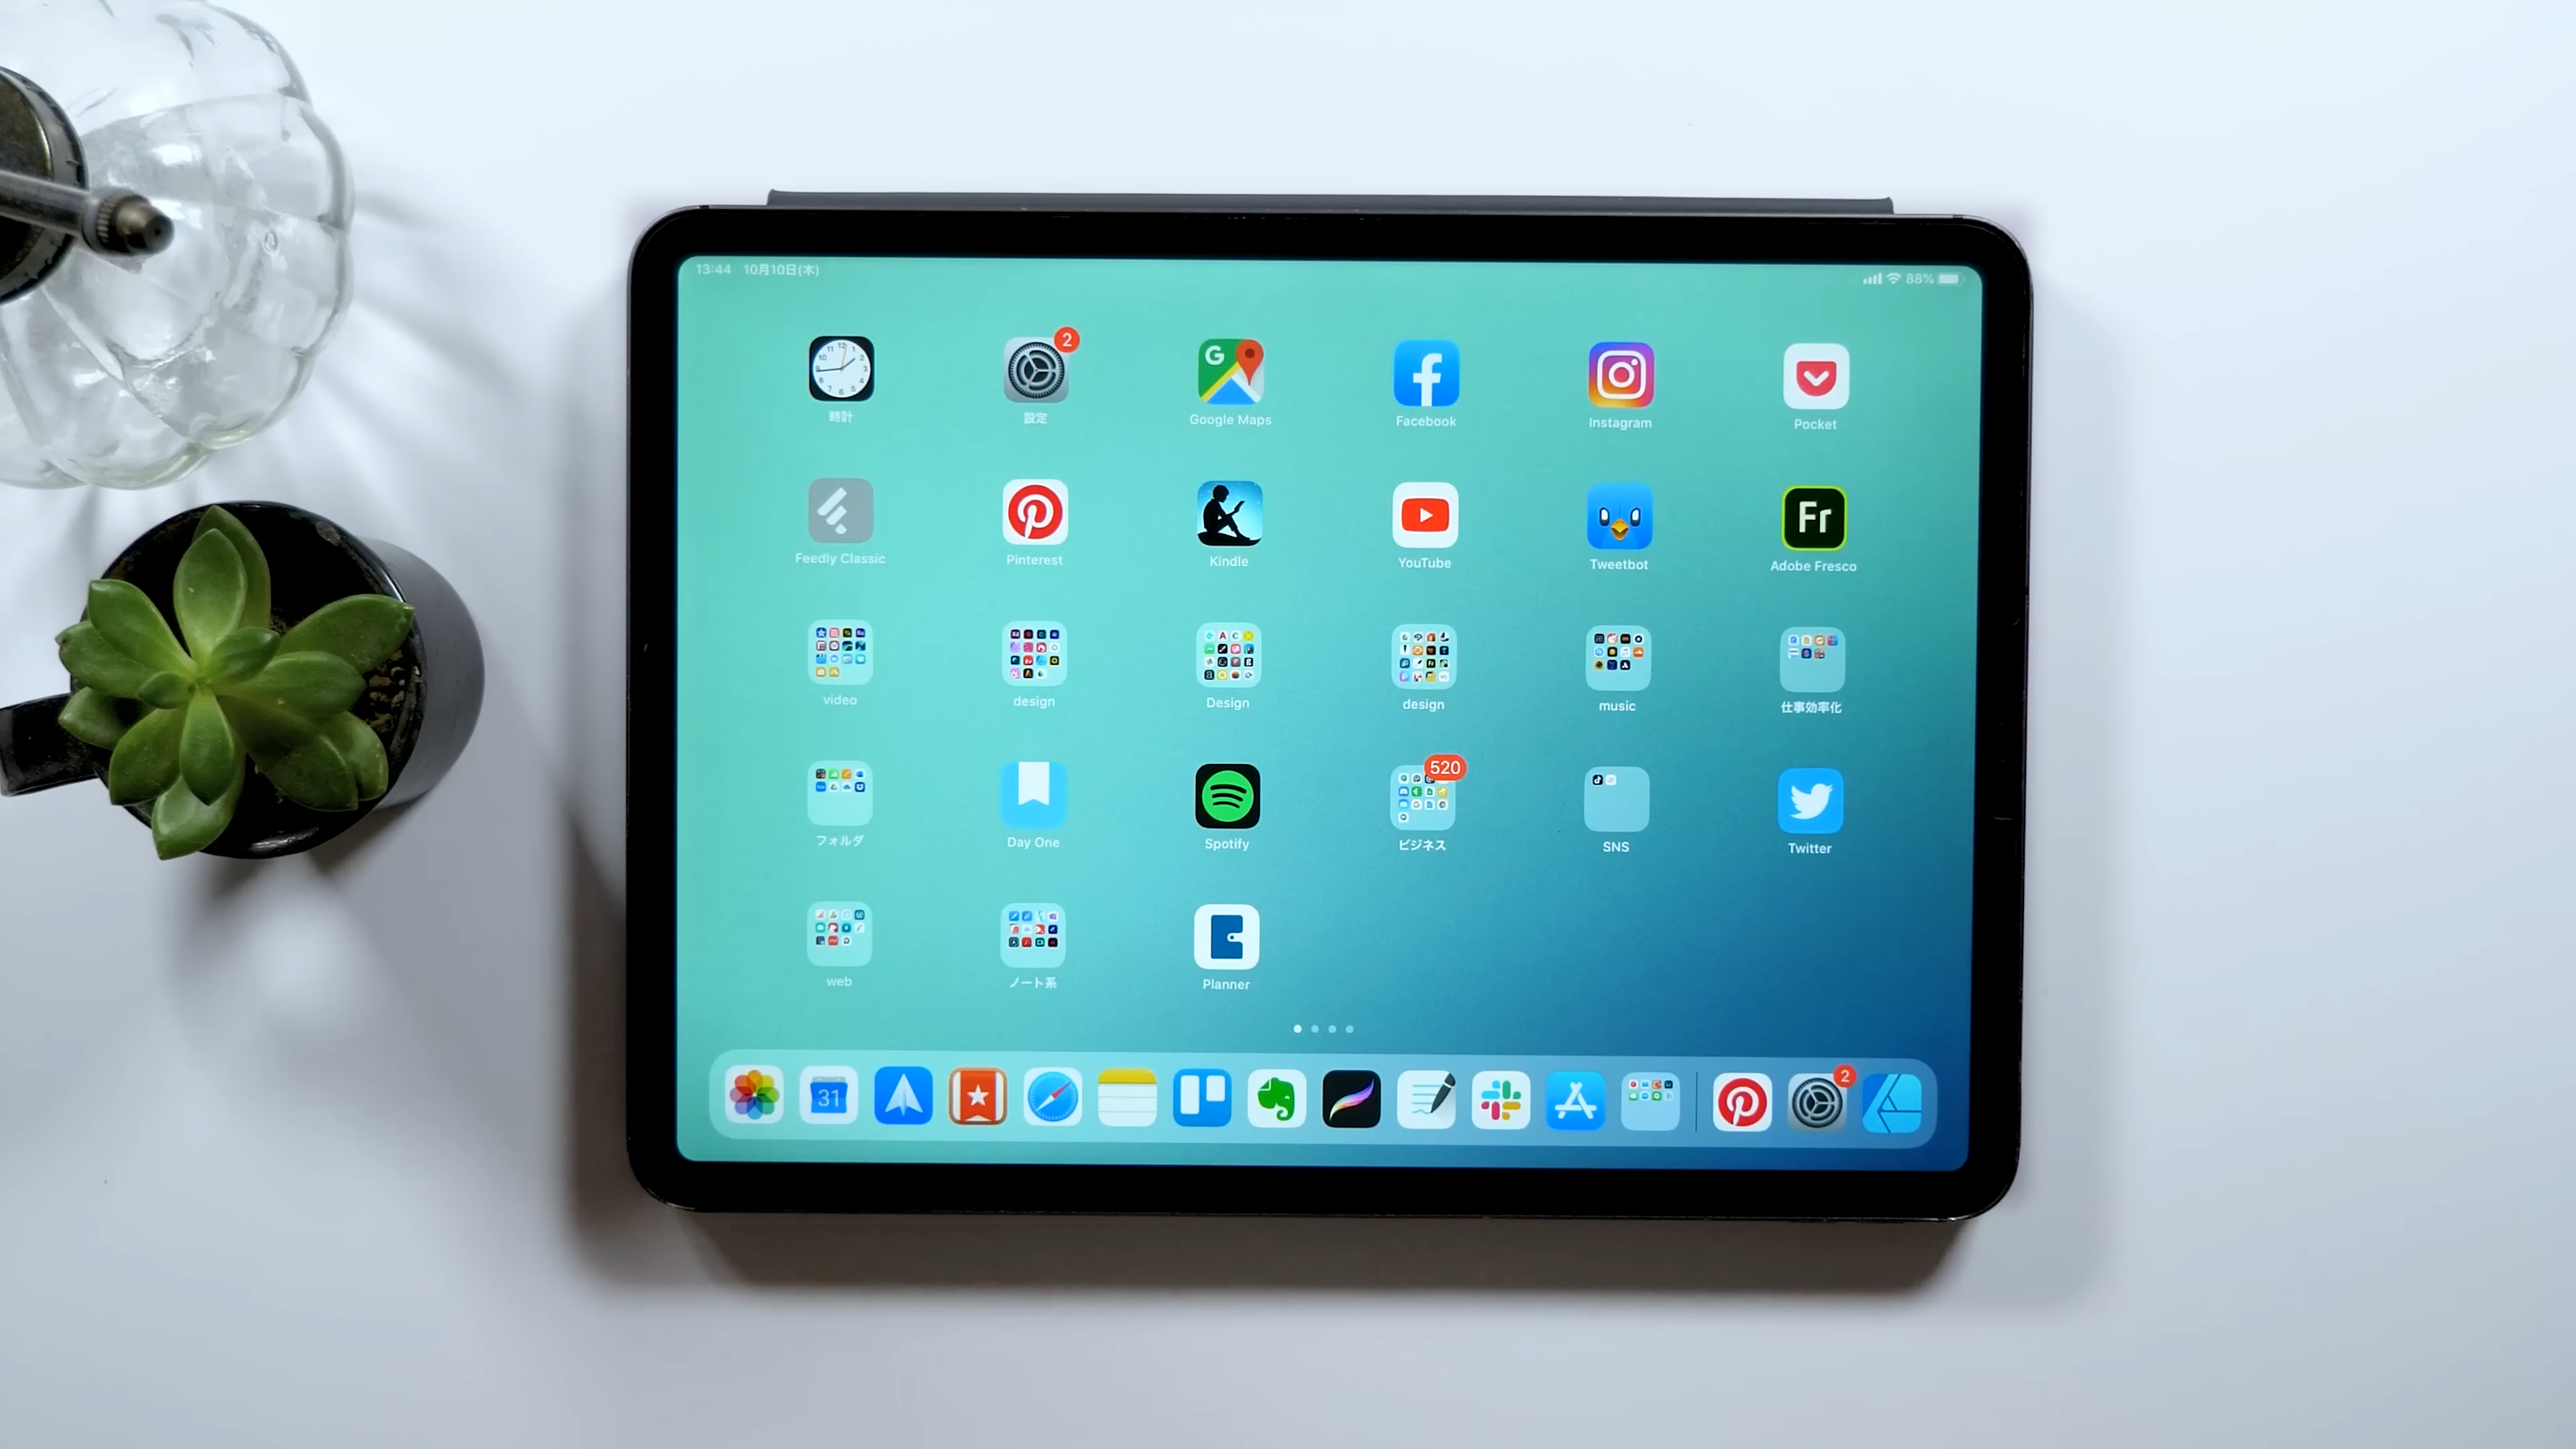 13:44 10月10日(木)
88%
2
時計 設定 Google Maps Facebook Instagram Pocket
Fr
Feedly Classic Pinterest Kindle YouTube Tweetbot Adobe Fresco
video design Design design music 仕事効率化
520
フォルダ Day One Spotify ビジネス SNS Twitter
web ノート系 Planner
31
2